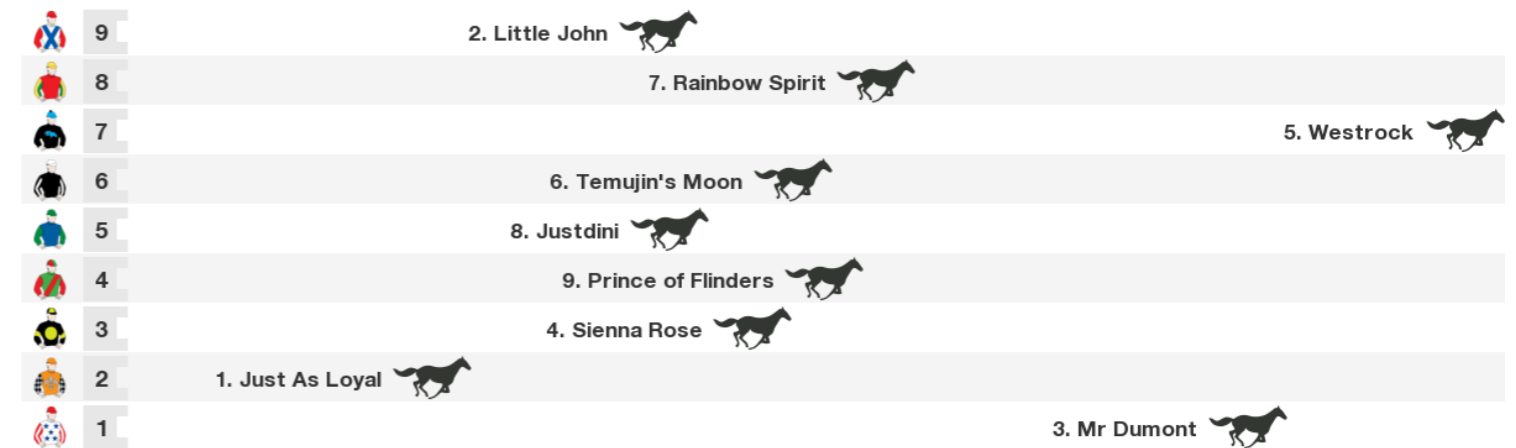 9 2. Little John
8 7. Rainbow Spirit
7 5. Westrock
6 6. Temujin's Moon
5 8. Justdini
4 9. Prince of Flinders
3 4. Sienna Rose
2 1. Just As Loyal
1 3. Mr Dumont